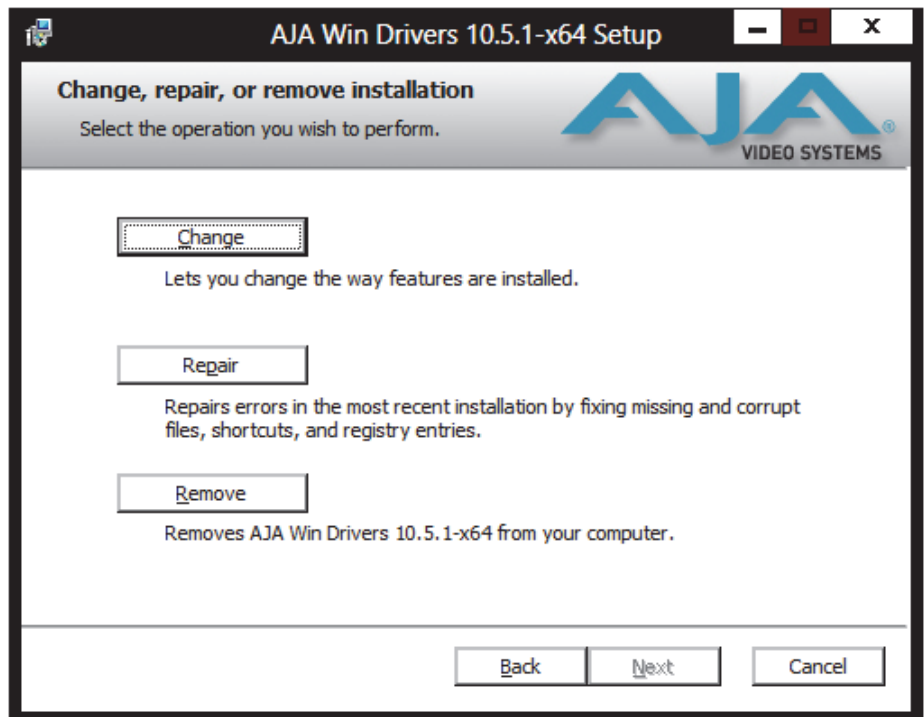 AJA Win Drivers 10.5.1-x64 Setup
Change, repair, or remove installation
Select the operation you wish to perform.
AJA®
VIDEO SYSTEMS
Change
Lets you change the way features are installed.
Repair
Repairs errors in the most recent installation by fixing missing and corrupt
files, shortcuts, and registry entries.
Remove
Removes AJA Win Drivers 10.5.1-x64 from your computer.
Back
Next
Cancel